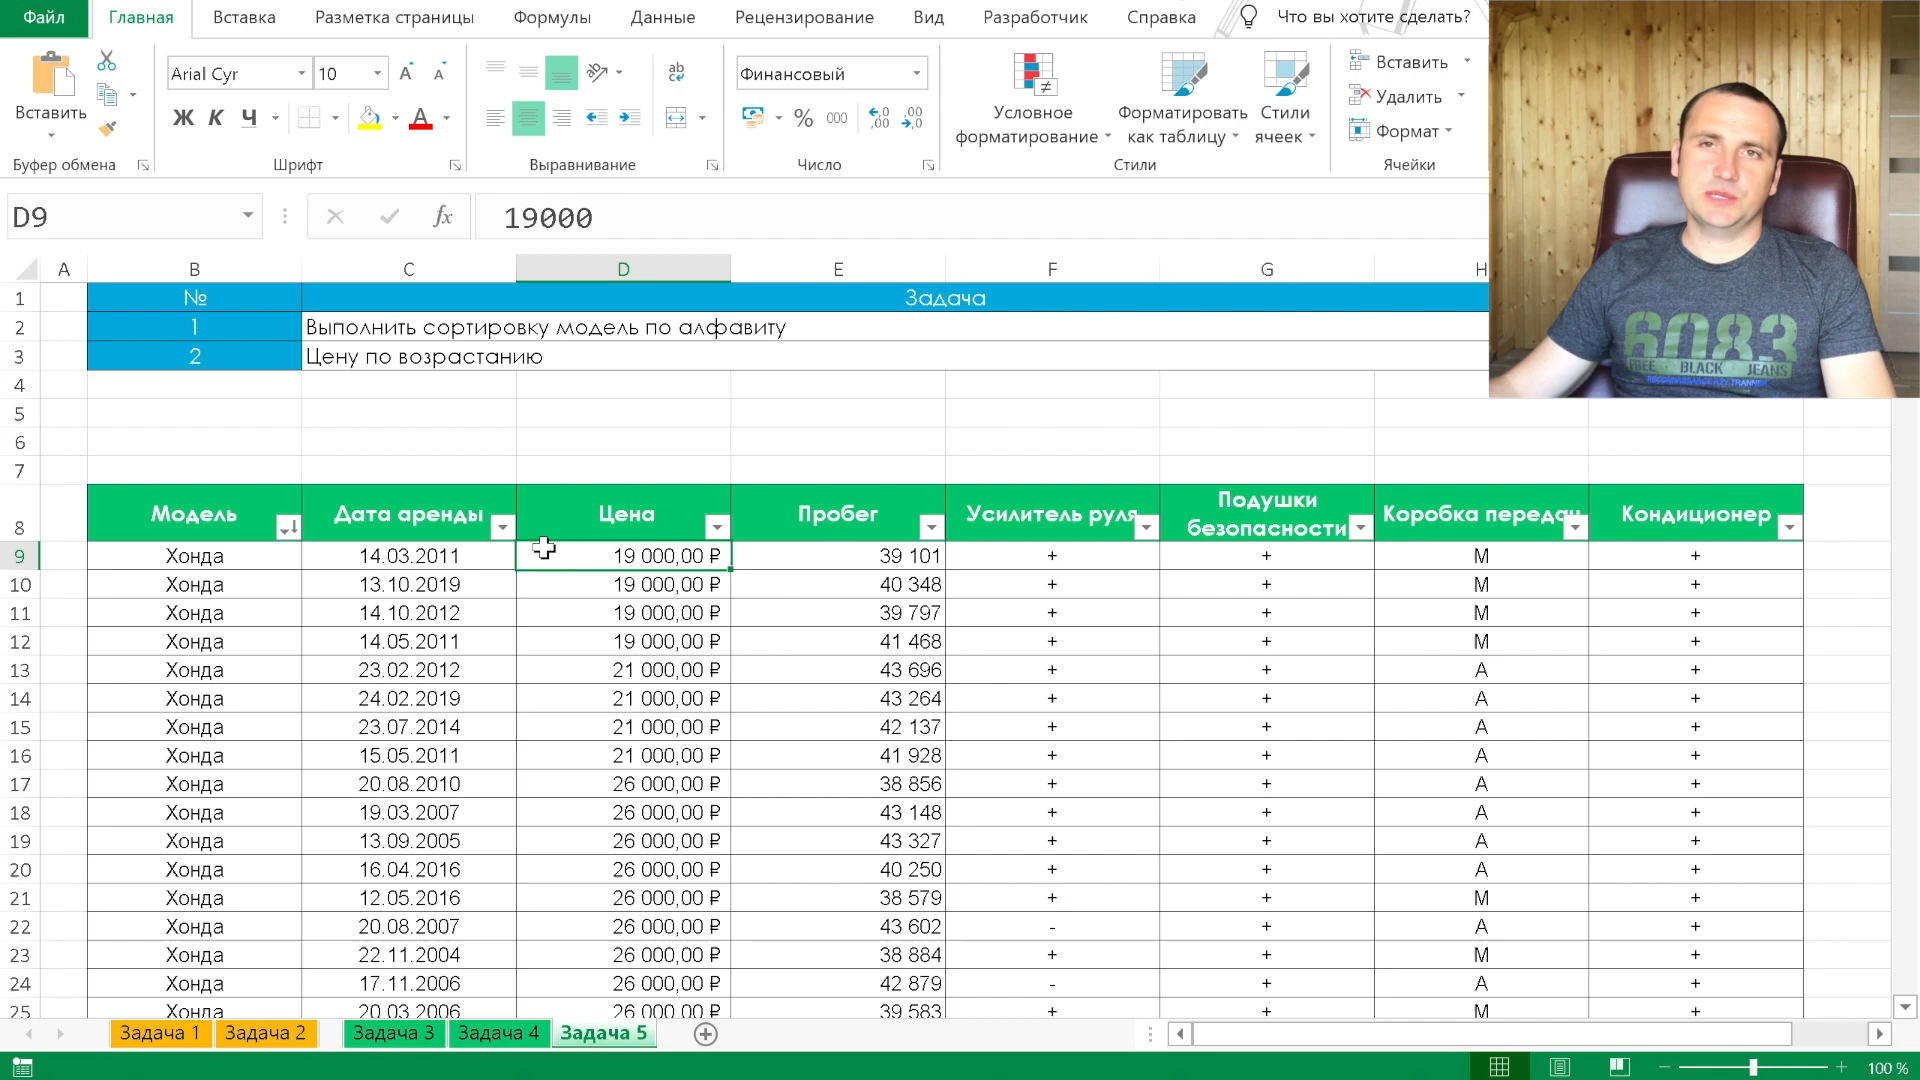 Файл Главная Вставка Разметка страницы Формулы Данные Рецензирование Вид Разработчик Справка Что вы хотите сделать?
Вставить
Буфер обмена
Arial Cyr 10
Ж К Ч А
Шрифт
Выравнивание
Финансовый
% 000
Число
Условное форматирование
Форматировать как таблицу
Стили ячеек
Стили
Вставить
Удалить
Формат
Ячейки
D9 fx 19000
A B C D E F G H
1 № Задача
2 1 Выполнить сортировку модель по алфавиту
3 2 Цену по возрастанию
4
5
6
7
8 Модель Дата аренды Цена Пробег Усилитель руля Подушки безопасности Коробка передач Кондиционер
9 Хонда 14.03.2011 19 000,00 ₽ 39 101 + + М +
10 Хонда 13.10.2019 19 000,00 ₽ 40 348 + + М +
11 Хонда 14.10.2012 19 000,00 ₽ 39 797 + + М +
12 Хонда 14.05.2011 19 000,00 ₽ 41 468 + + М +
13 Хонда 23.02.2012 21 000,00 ₽ 43 696 + + А +
14 Хонда 24.02.2019 21 000,00 ₽ 43 264 + + А +
15 Хонда 23.07.2014 21 000,00 ₽ 42 137 + + А +
16 Хонда 15.05.2011 21 000,00 ₽ 41 928 + + А +
17 Хонда 20.08.2010 26 000,00 ₽ 38 856 + + А +
18 Хонда 19.03.2007 26 000,00 ₽ 43 148 + + А +
19 Хонда 13.09.2005 26 000,00 ₽ 43 327 + + А +
20 Хонда 16.04.2016 26 000,00 ₽ 40 250 + + А +
21 Хонда 12.05.2016 26 000,00 ₽ 38 579 + + М +
22 Хонда 20.08.2007 26 000,00 ₽ 43 602 - + А +
23 Хонда 22.11.2004 26 000,00 ₽ 38 884 + + М +
24 Хонда 17.11.2006 26 000,00 ₽ 42 879 - + А +
25 Хонда 20.03.2006 26 000,00 ₽ 39 583 + + М +
Задача 1 Задача 2 Задача 3 Задача 4 Задача 5
100 %
6083
FREE BLACK JEANS